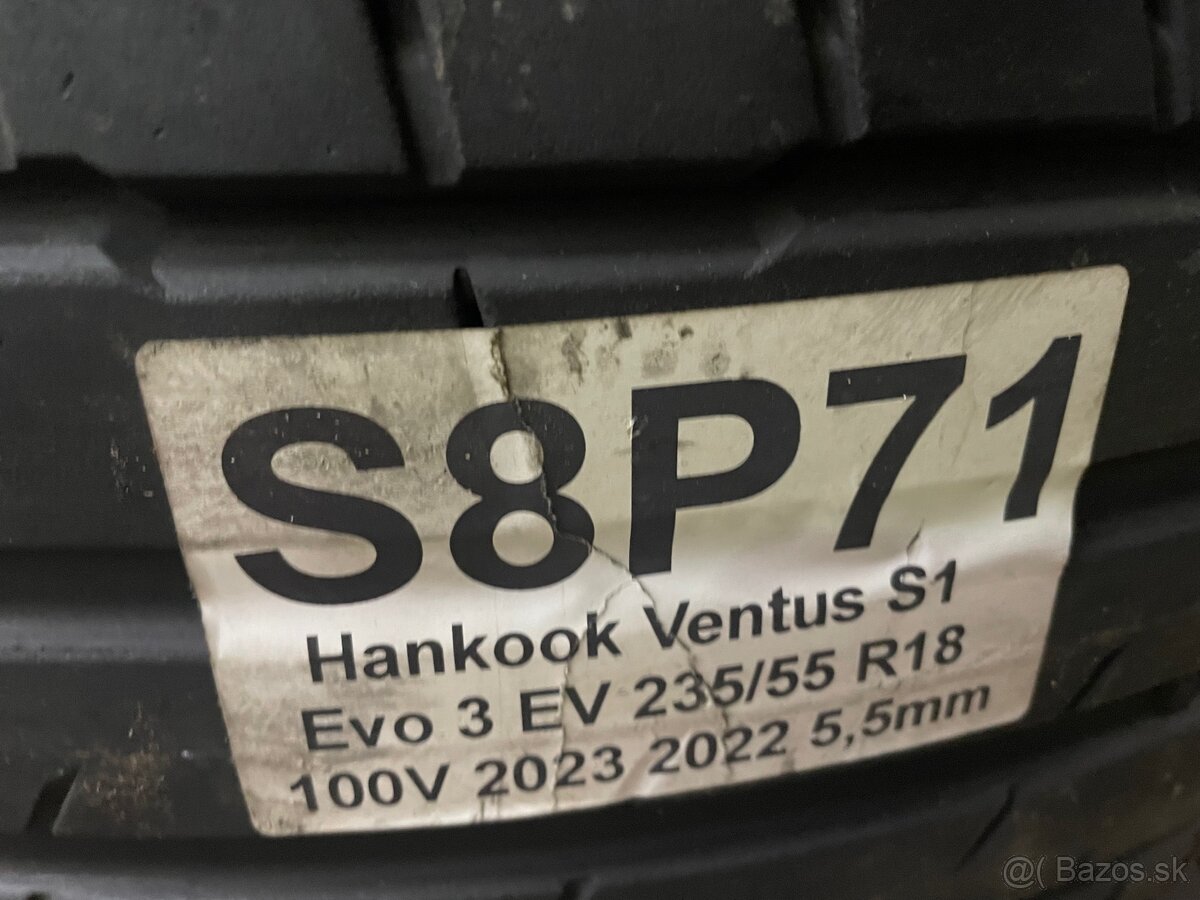 S8P71
Hankook Ventus S1
Evo 3 EV 235/55 R18
100V 2023 2022 5,5mm
@( Bazos.sk